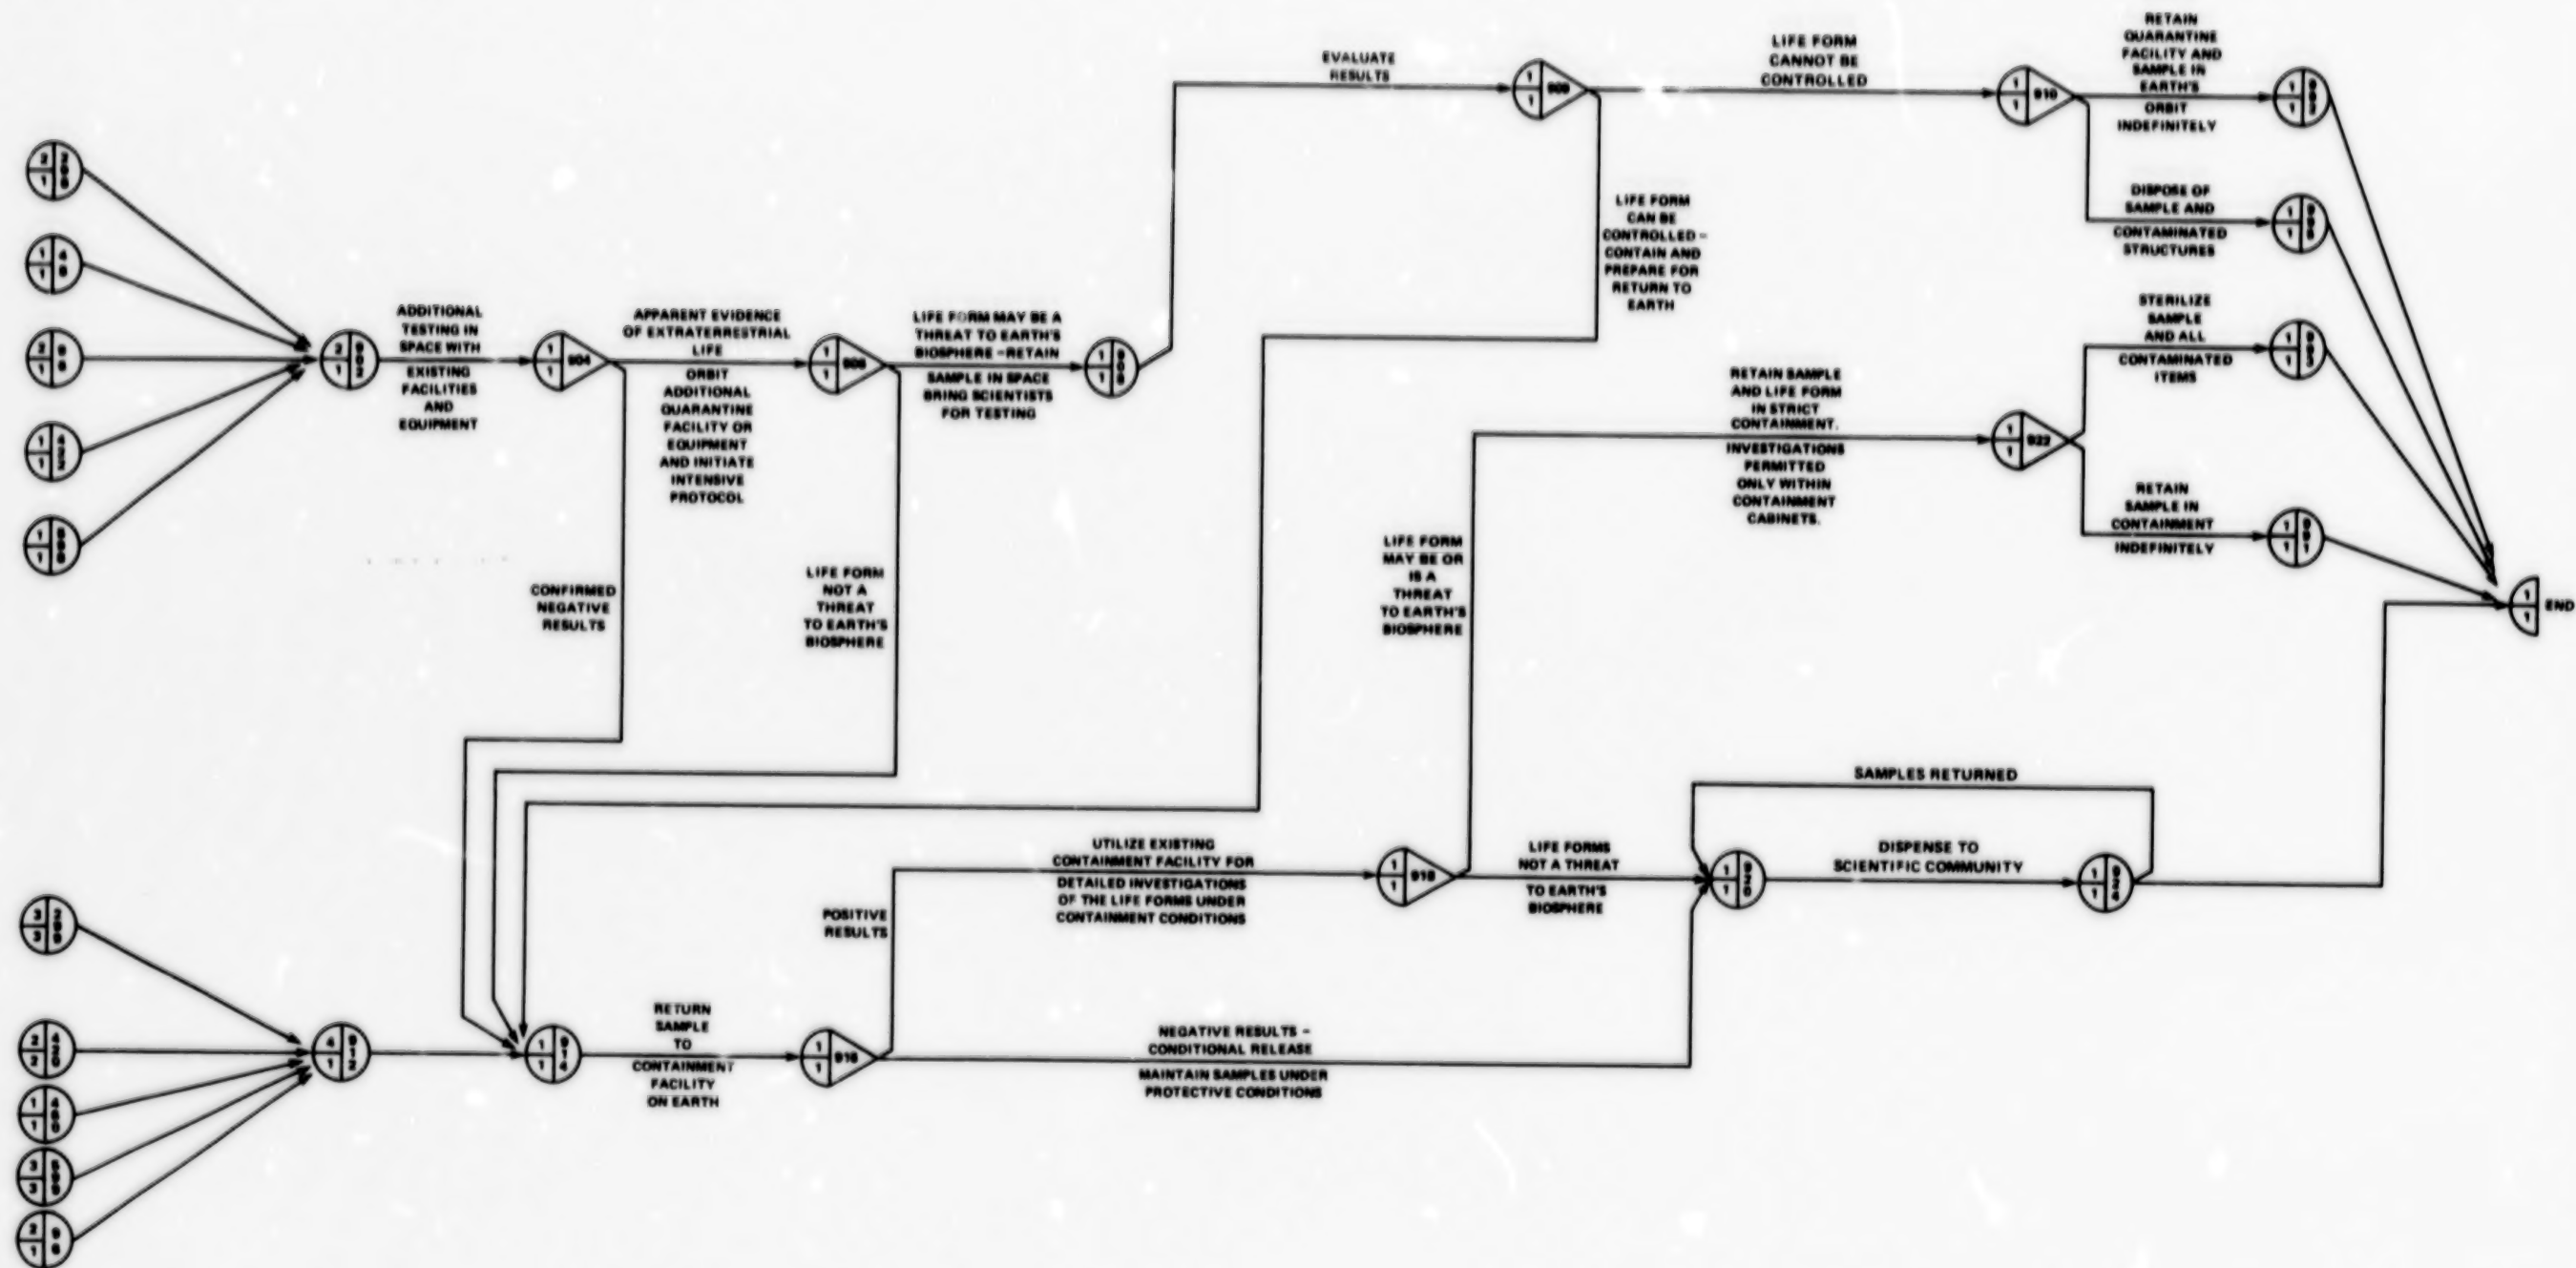 EVALUATE
RESULTS
LIFE FORM
CANNOT BE
CONTROLLED
RETAIN
QUARANTINE
FACILITY AND
SAMPLE IN
EARTH'S
ORBIT
INDEFINITELY
910
DISPOSE OF
SAMPLE AND
CONTAMINATED
STRUCTURES
LIFE FORM
CAN BE
CONTROLLED –
CONTAIN AND
PREPARE FOR
RETURN TO
EARTH
ADDITIONAL
TESTING IN
SPACE WITH
EXISTING
FACILITIES
AND
EQUIPMENT
904
APPARENT EVIDENCE
OF EXTRATERRESTRIAL
LIFE
ORBIT
ADDITIONAL
QUARANTINE
FACILITY OR
EQUIPMENT
AND INITIATE
INTENSIVE
PROTOCOL
LIFE FORM MAY BE A
THREAT TO EARTH'S
BIOSPHERE – RETAIN
SAMPLE IN SPACE
BRING SCIENTISTS
FOR TESTING
STERILIZE
SAMPLE
AND ALL
CONTAMINATED
ITEMS
RETAIN SAMPLE
AND LIFE FORM
IN STRICT
CONTAINMENT.
INVESTIGATIONS
PERMITTED
ONLY WITHIN
CONTAINMENT
CABINETS.
922
RETAIN
SAMPLE IN
CONTAINMENT
INDEFINITELY
END
CONFIRMED
NEGATIVE
RESULTS
LIFE FORM
NOT A
THREAT
TO EARTH'S
BIOSPHERE
LIFE FORM
MAY BE OR
IS A
THREAT
TO EARTH'S
BIOSPHERE
SAMPLES RETURNED
UTILIZE EXISTING
CONTAINMENT FACILITY FOR
DETAILED INVESTIGATIONS
OF THE LIFE FORMS UNDER
CONTAINMENT CONDITIONS
LIFE FORMS
NOT A THREAT
TO EARTH'S
BIOSPHERE
DISPENSE TO
SCIENTIFIC COMMUNITY
POSITIVE
RESULTS
RETURN
SAMPLE
TO
CONTAINMENT
FACILITY
ON EARTH
NEGATIVE RESULTS –
CONDITIONAL RELEASE
MAINTAIN SAMPLES UNDER
PROTECTIVE CONDITIONS